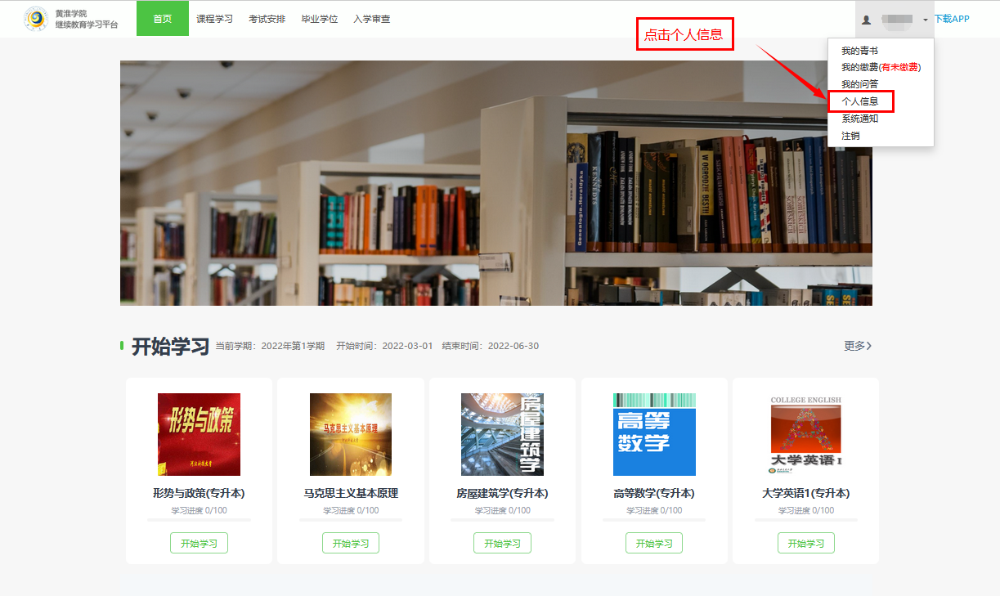 黄淮学院
继续教育学习平台
首页 课程学习 考试安排 毕业学位 入学审查
下载APP
点击个人信息
我的青书
我的缴费(有未缴费)
我的问答
个人信息
系统通知
注销
Genealogia.Heraldyka
KENNEDYS
W OGRODZIE BESTII
开始学习 当前学期：2022年第1学期 开始时间：2022-03-01 结束时间：2022-06-30 更多
形势与政策
马克思主义基本原理
房屋建筑学
高等
数学
COLLEGE ENGLISH
大学英语 1
形势与政策(专升本) 马克思主义基本原理 房屋建筑学(专升本) 高等数学(专升本) 大学英语1(专升本)
学习进度 0/100 学习进度 0/100 学习进度 0/100 学习进度 0/100 学习进度 0/100
开始学习 开始学习 开始学习 开始学习 开始学习